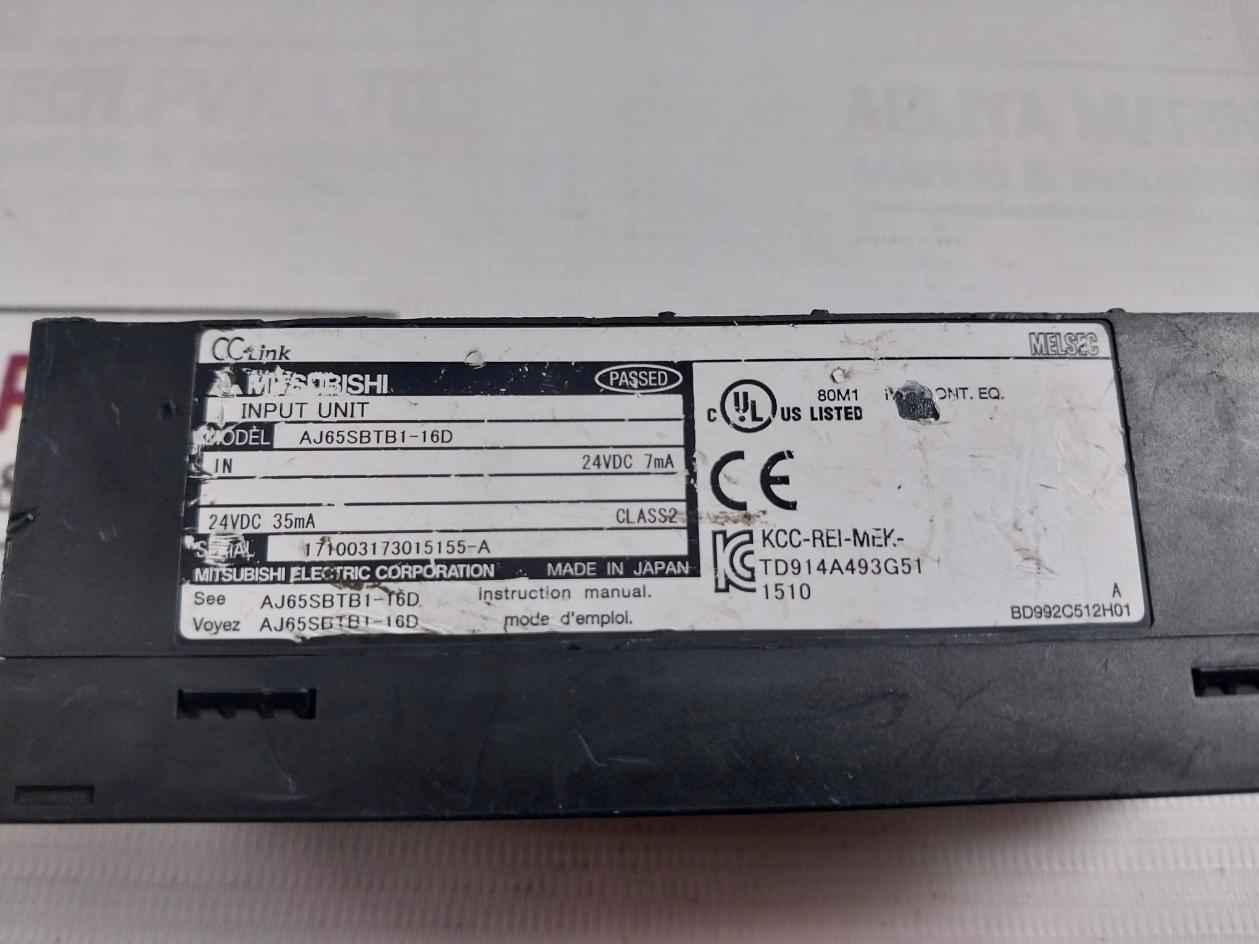 CC-Link
MELSEC
MITSUBISHI
PASSED
INPUT UNIT
MODEL AJ65SBTB1-16D
IN 24VDC 7mA
24VDC 35mA CLASS2
SERIAL 171003173015155-A
MITSUBISHI ELECTRIC CORPORATION MADE IN JAPAN
See AJ65SBTB1-16D instruction manual.
Voyez AJ65SBTB1-16D mode d'emploi.
C UL US LISTED
80M1 EQ.
CE
KCC-REI-MEK-
TD914A493G51
1510
A
BD992C512H01